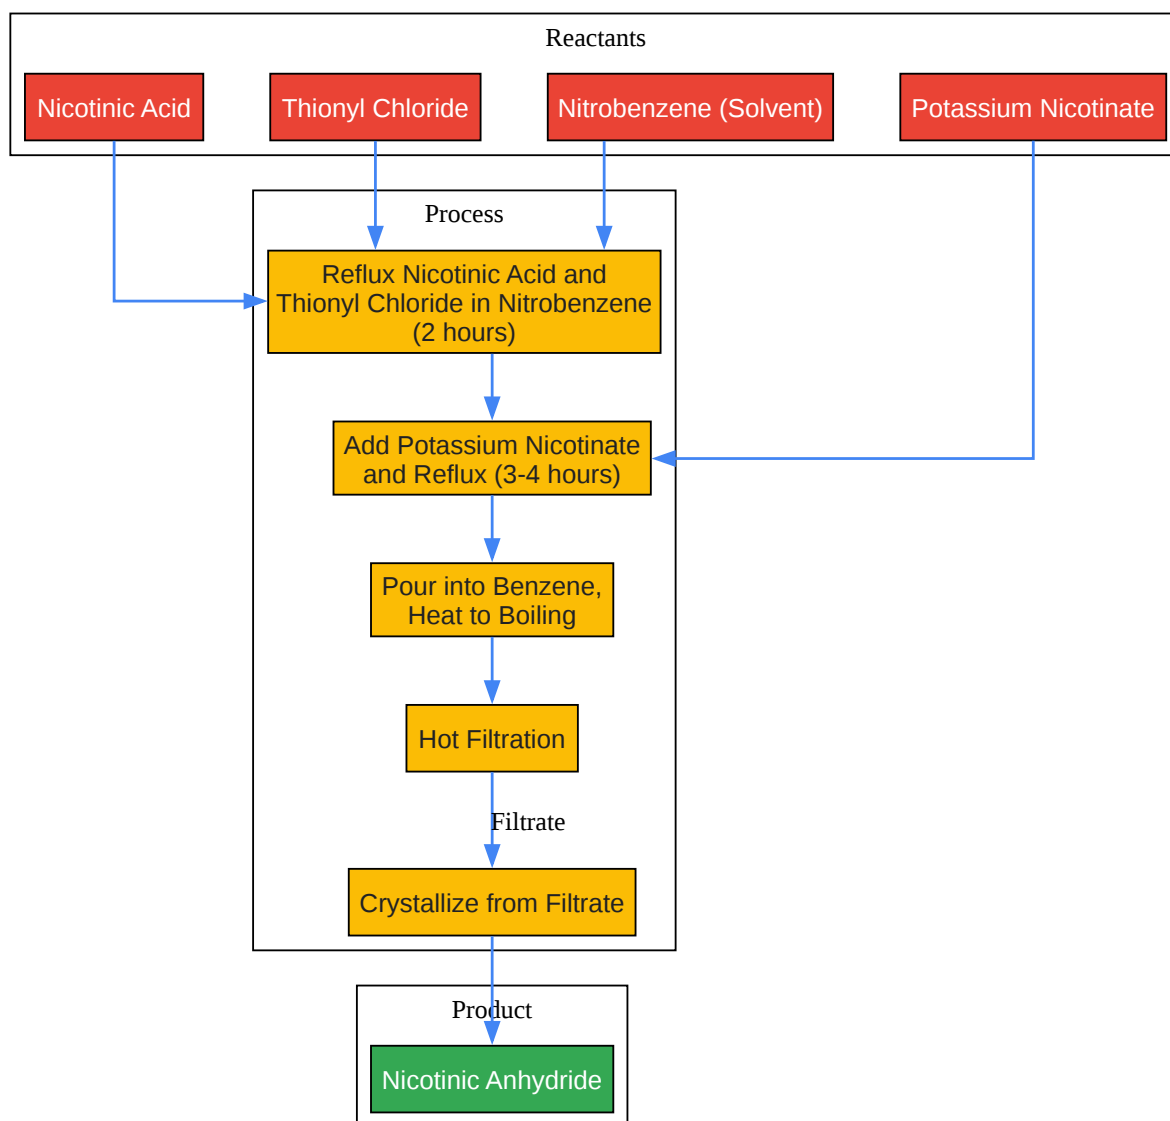 Reactants
Nicotinic Acid
Thionyl Chloride
Nitrobenzene (Solvent)
Potassium Nicotinate
Process
Reflux Nicotinic Acid and
Thionyl Chloride in Nitrobenzene
(2 hours)
Add Potassium Nicotinate
and Reflux (3-4 hours)
Pour into Benzene,
Heat to Boiling
Hot Filtration
Filtrate
Crystallize from Filtrate
Product
Nicotinic Anhydride